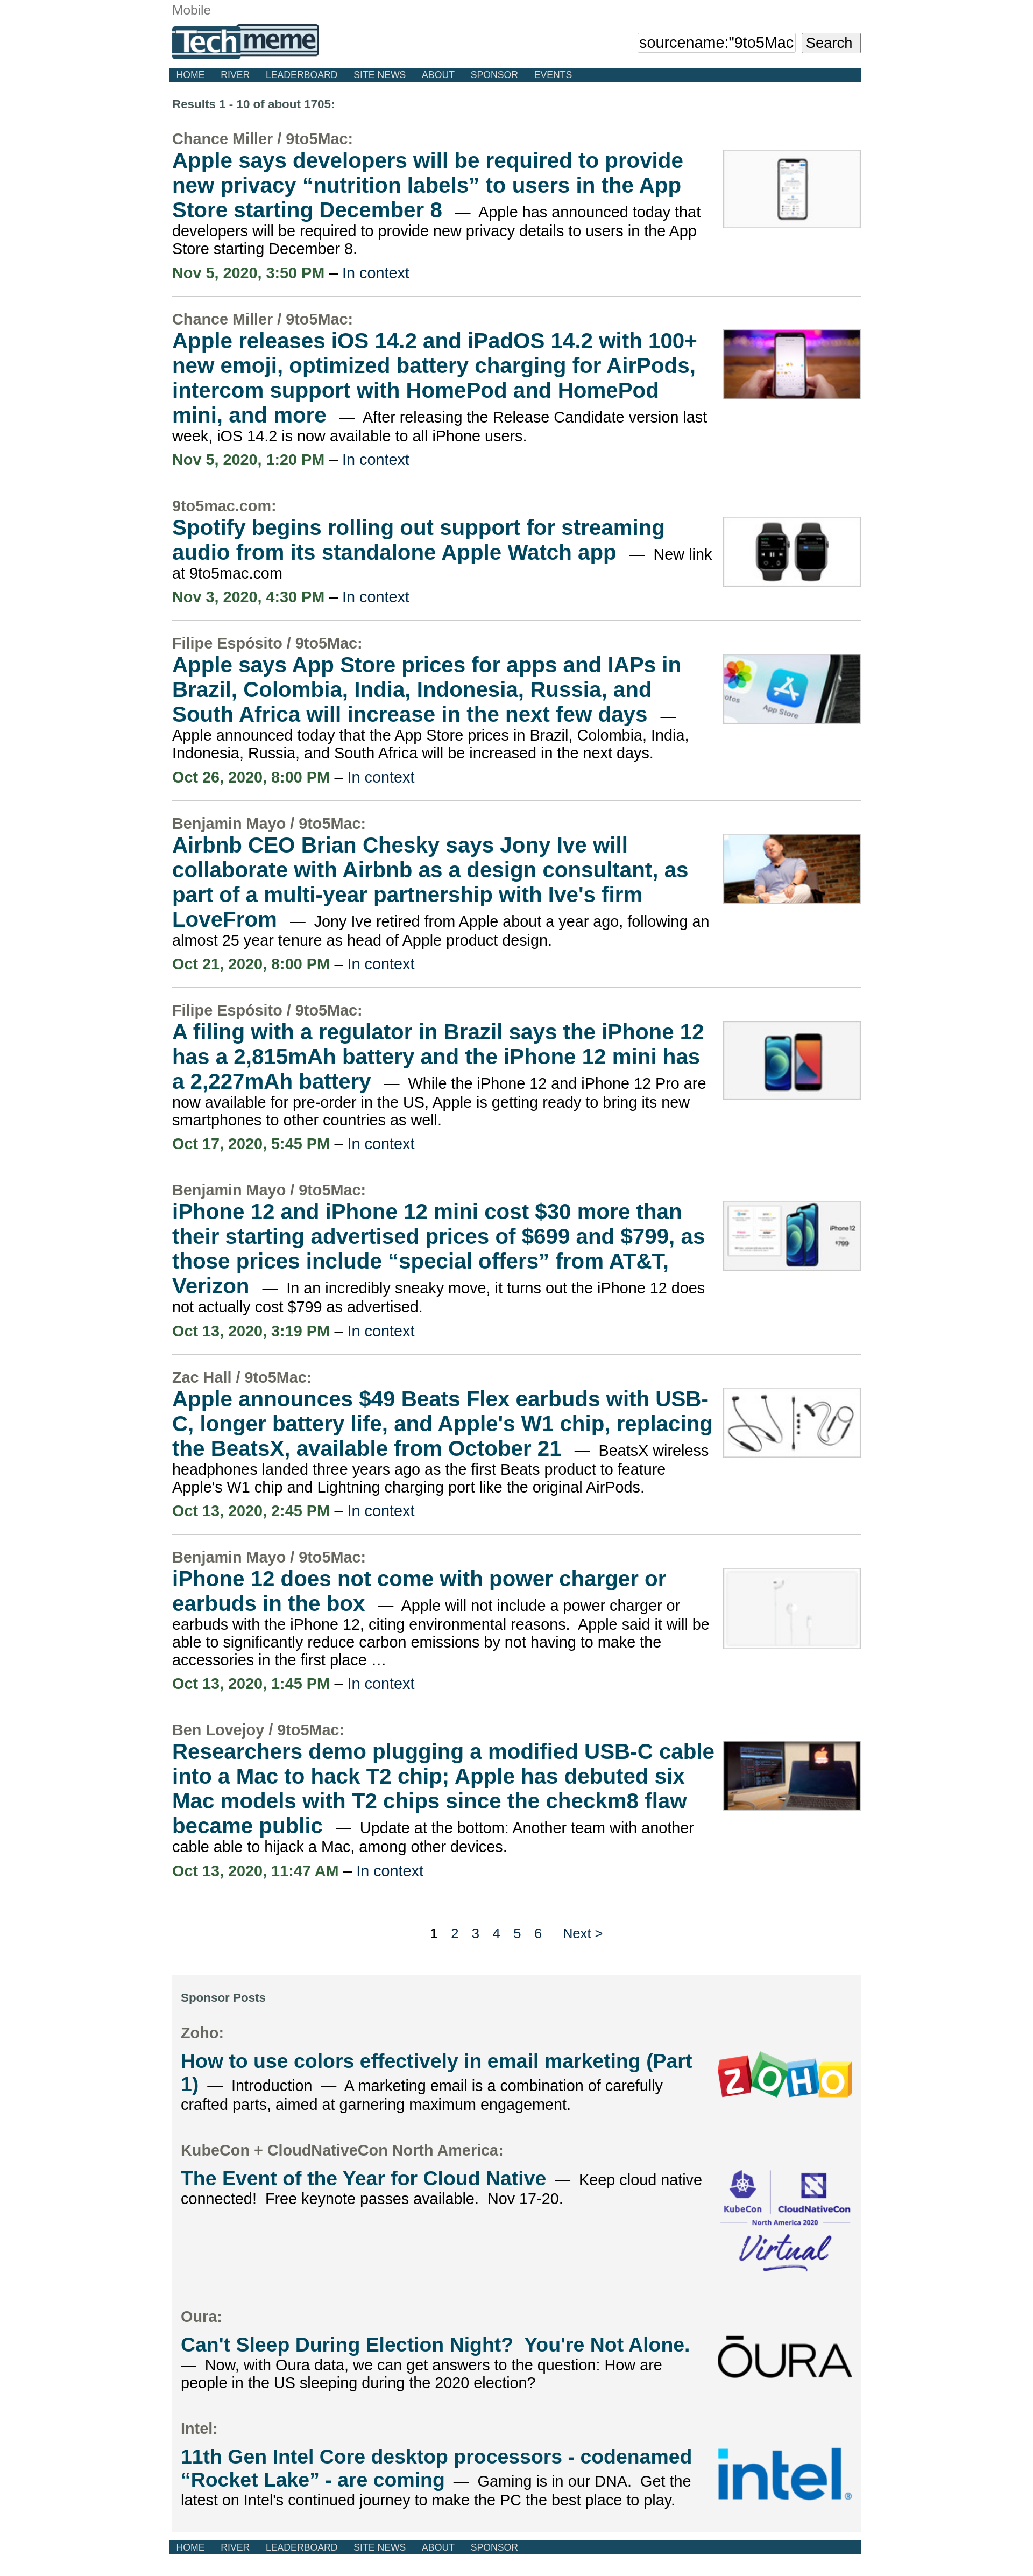 Mobile
Techmeme
sourcename:"9to5Mac
Search
HOME RIVER LEADERBOARD SITE NEWS ABOUT SPONSOR EVENTS
Results 1 - 10 of about 1705:
Chance Miller / 9to5Mac:
Apple says developers will be required to provide
new privacy “nutrition labels” to users in the App
Store starting December 8 — Apple has announced today that
developers will be required to provide new privacy details to users in the App
Store starting December 8.
Nov 5, 2020, 3:50 PM – In context
Chance Miller / 9to5Mac:
Apple releases iOS 14.2 and iPadOS 14.2 with 100+
new emoji, optimized battery charging for AirPods,
intercom support with HomePod and HomePod
mini, and more — After releasing the Release Candidate version last
week, iOS 14.2 is now available to all iPhone users.
Nov 5, 2020, 1:20 PM – In context
9to5mac.com:
Spotify begins rolling out support for streaming
audio from its standalone Apple Watch app — New link
at 9to5mac.com
Nov 3, 2020, 4:30 PM – In context
Filipe Espósito / 9to5Mac:
Apple says App Store prices for apps and IAPs in
Brazil, Colombia, India, Indonesia, Russia, and
South Africa will increase in the next few days —
Apple announced today that the App Store prices in Brazil, Colombia, India,
Indonesia, Russia, and South Africa will be increased in the next days.
Oct 26, 2020, 8:00 PM – In context
otos
App Store
Benjamin Mayo / 9to5Mac:
Airbnb CEO Brian Chesky says Jony Ive will
collaborate with Airbnb as a design consultant, as
part of a multi-year partnership with Ive's firm
LoveFrom — Jony Ive retired from Apple about a year ago, following an
almost 25 year tenure as head of Apple product design.
Oct 21, 2020, 8:00 PM – In context
Filipe Espósito / 9to5Mac:
A filing with a regulator in Brazil says the iPhone 12
has a 2,815mAh battery and the iPhone 12 mini has
a 2,227mAh battery — While the iPhone 12 and iPhone 12 Pro are
now available for pre-order in the US, Apple is getting ready to bring its new
smartphones to other countries as well.
Oct 17, 2020, 5:45 PM – In context
Benjamin Mayo / 9to5Mac:
iPhone 12 and iPhone 12 mini cost $30 more than
their starting advertised prices of $699 and $799, as
those prices include “special offers” from AT&T,
Verizon — In an incredibly sneaky move, it turns out the iPhone 12 does
not actually cost $799 as advertised.
Oct 13, 2020, 3:19 PM – In context
iPhone 12
$799
Zac Hall / 9to5Mac:
Apple announces $49 Beats Flex earbuds with USB-
C, longer battery life, and Apple's W1 chip, replacing
the BeatsX, available from October 21 — BeatsX wireless
headphones landed three years ago as the first Beats product to feature
Apple's W1 chip and Lightning charging port like the original AirPods.
Oct 13, 2020, 2:45 PM – In context
Benjamin Mayo / 9to5Mac:
iPhone 12 does not come with power charger or
earbuds in the box — Apple will not include a power charger or
earbuds with the iPhone 12, citing environmental reasons. Apple said it will be
able to significantly reduce carbon emissions by not having to make the
accessories in the first place …
Oct 13, 2020, 1:45 PM – In context
Ben Lovejoy / 9to5Mac:
Researchers demo plugging a modified USB-C cable
into a Mac to hack T2 chip; Apple has debuted six
Mac models with T2 chips since the checkm8 flaw
became public — Update at the bottom: Another team with another
cable able to hijack a Mac, among other devices.
Oct 13, 2020, 11:47 AM – In context
1 2 3 4 5 6 Next >
Sponsor Posts
Zoho:
How to use colors effectively in email marketing (Part
1) — Introduction — A marketing email is a combination of carefully
crafted parts, aimed at garnering maximum engagement.
ZOHO
KubeCon + CloudNativeCon North America:
The Event of the Year for Cloud Native — Keep cloud native
connected! Free keynote passes available. Nov 17-20.
KubeCon CloudNativeCon
North America 2020
Virtual
Oura:
Can't Sleep During Election Night? You're Not Alone.
— Now, with Oura data, we can get answers to the question: How are
people in the US sleeping during the 2020 election?
ŌURA
Intel:
11th Gen Intel Core desktop processors - codenamed
“Rocket Lake” - are coming — Gaming is in our DNA. Get the
latest on Intel's continued journey to make the PC the best place to play.
intel®
HOME RIVER LEADERBOARD SITE NEWS ABOUT SPONSOR